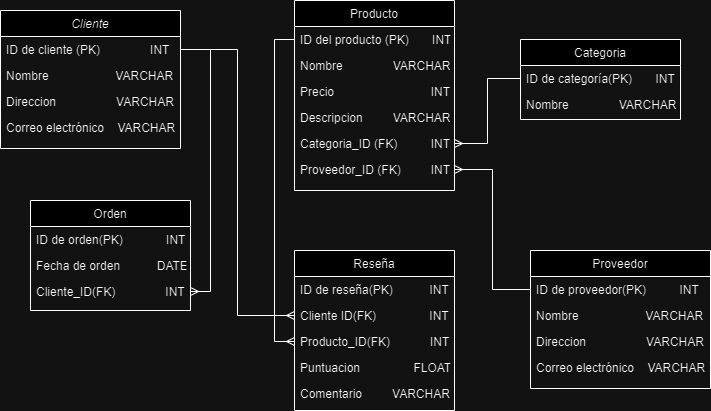 Cliente
ID de cliente (PK) INT
Nombre VARCHAR
Direccion VARCHAR
Correo electrónico VARCHAR
Producto
ID del producto (PK) INT
Nombre VARCHAR
Precio INT
Descripcion VARCHAR
Categoria_ID (FK) INT
Proveedor_ID (FK) INT
Categoria
ID de categoría(PK) INT
Nombre VARCHAR
Orden
ID de orden(PK) INT
Fecha de orden DATE
Cliente_ID(FK) INT
Reseña
ID de reseña(PK) INT
Cliente ID(FK) INT
Producto_ID(FK) INT
Puntuacion FLOAT
Comentario VARCHAR
Proveedor
ID de proveedor(PK) INT
Nombre VARCHAR
Direccion VARCHAR
Correo electrónico VARCHAR